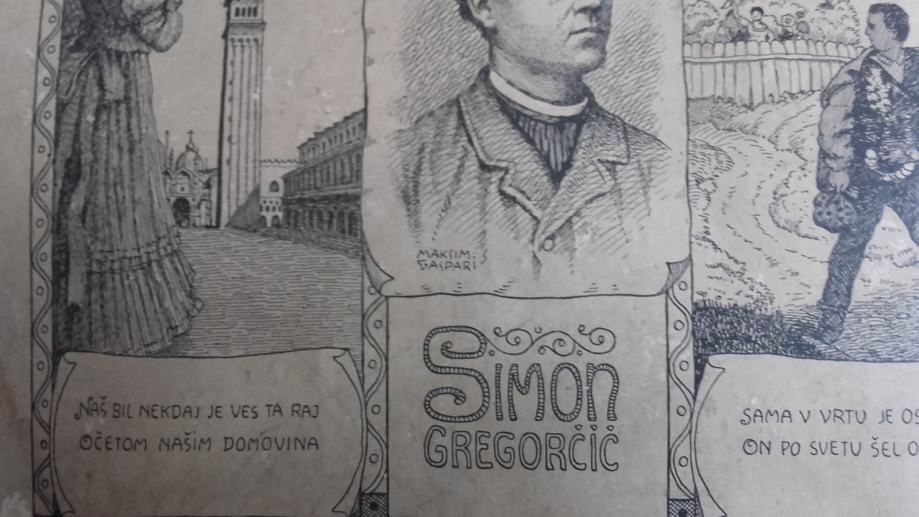 MAKSIM:
GASPARI
SIMON
GREGORČIČ
NAŠ BIL NEKDAJ JE VES TA RAJ
OČETOM NAŠIM DOMOVINA
SAMA V VRTU JE
ON PO SVETU ŠEL